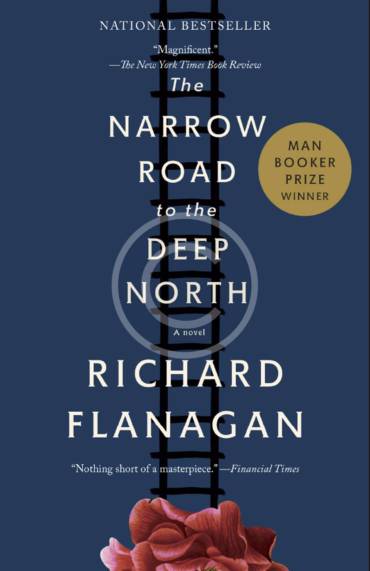 NATIONAL BESTSELLER
“Magnificent.”
—The New York Times Book Review
The
NARROW
ROAD
to the
DEEP
NORTH
MAN
BOOKER
PRIZE
WINNER
A novel
RICHARD
FLANAGAN
“Nothing short of a masterpiece.” —Financial Times